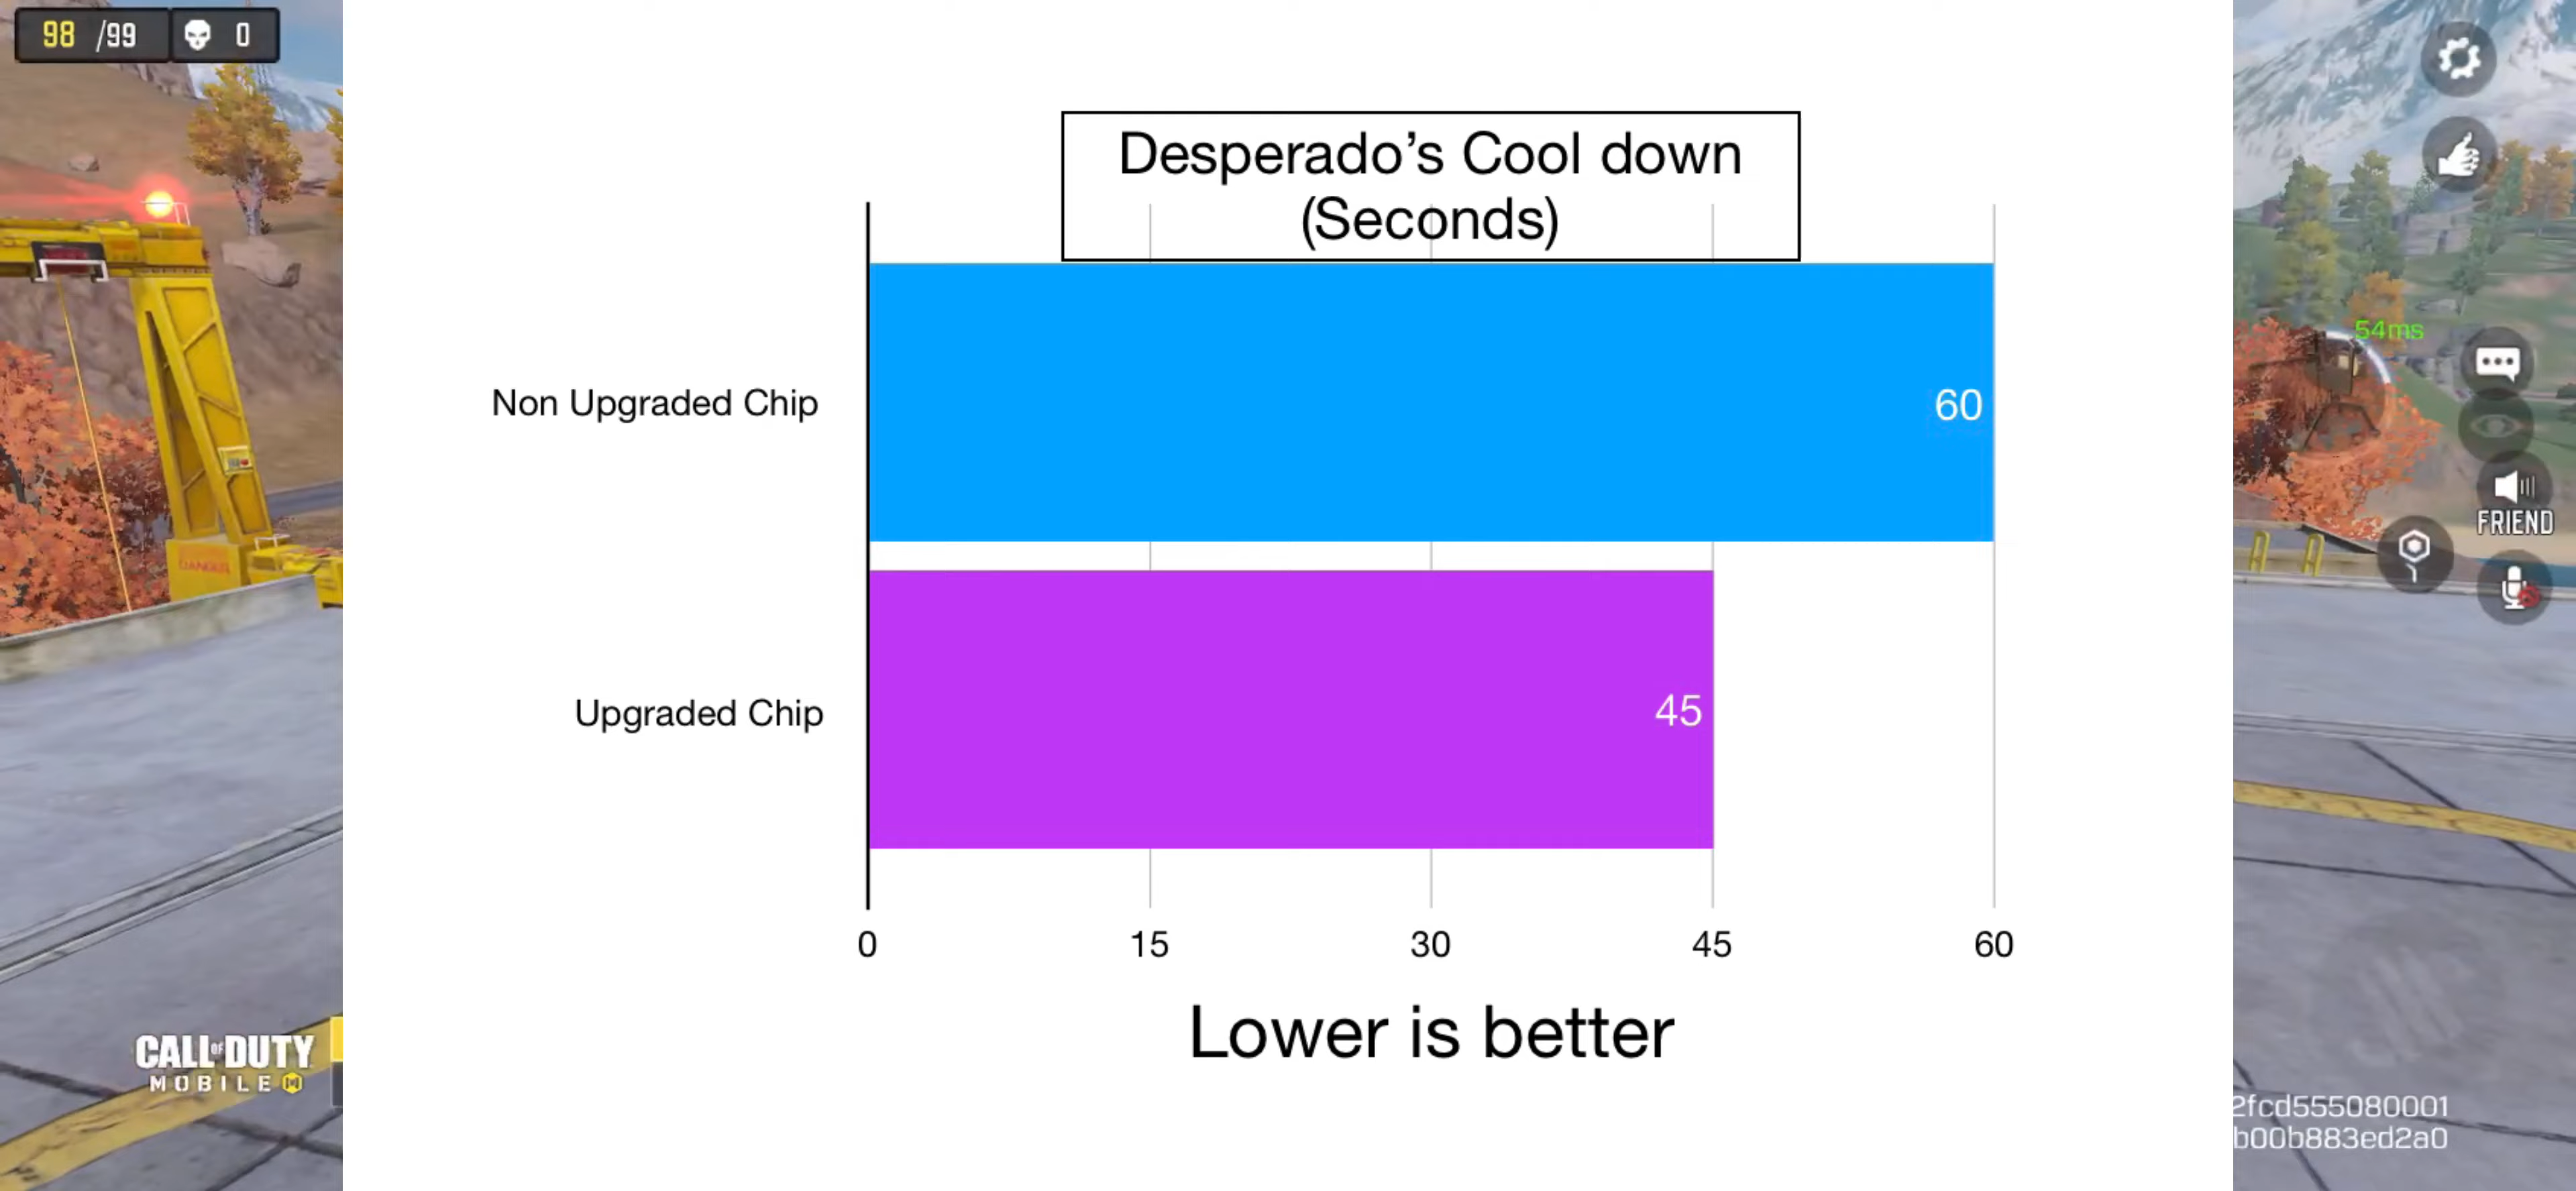 98 /99 0
Desperado’s Cool down
(Seconds)
Non Upgraded Chip
60
Upgraded Chip
45
0 15 30 45 60
Lower is better
CALL OF DUTY
MOBILE
54ms
FRIEND
DANGER
2fcd555080001
b00b883ed2a0